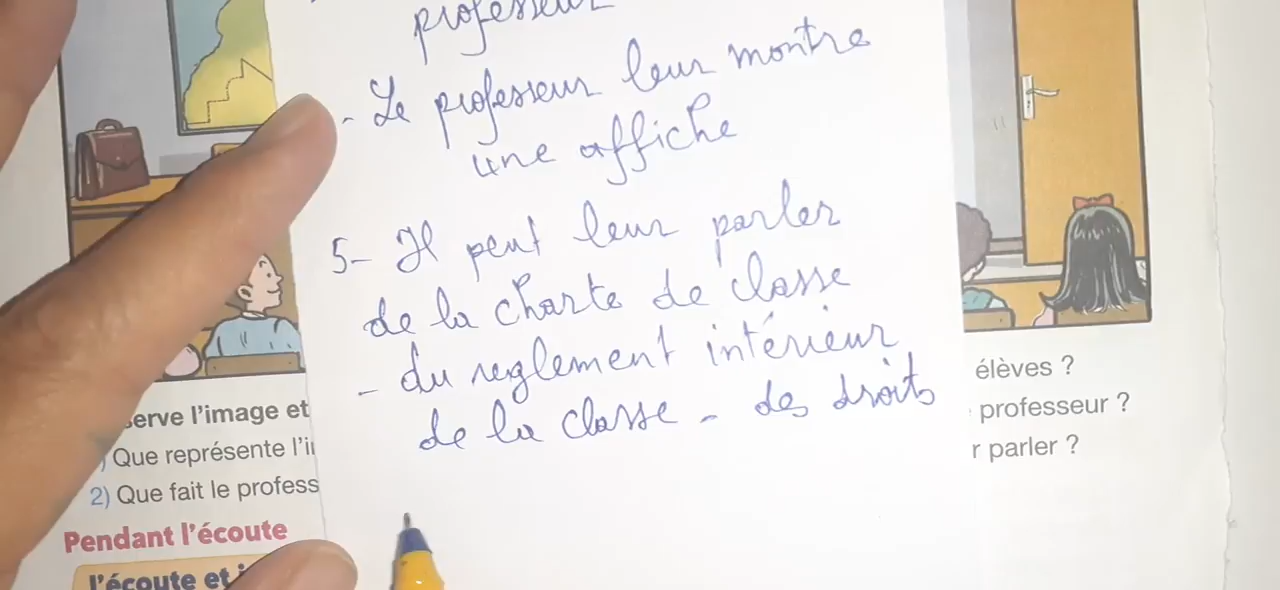 professeur
- Le professeur leur montre
une affiche
5- Il peut leur parler
de la charte de classe
- du reglement intérieur
de la classe - des droits
élèves ?
professeur ?
r parler ?
serve l'image et
Que représente l'i
2) Que fait le profess
Pendant l'écoute
l'écoute et